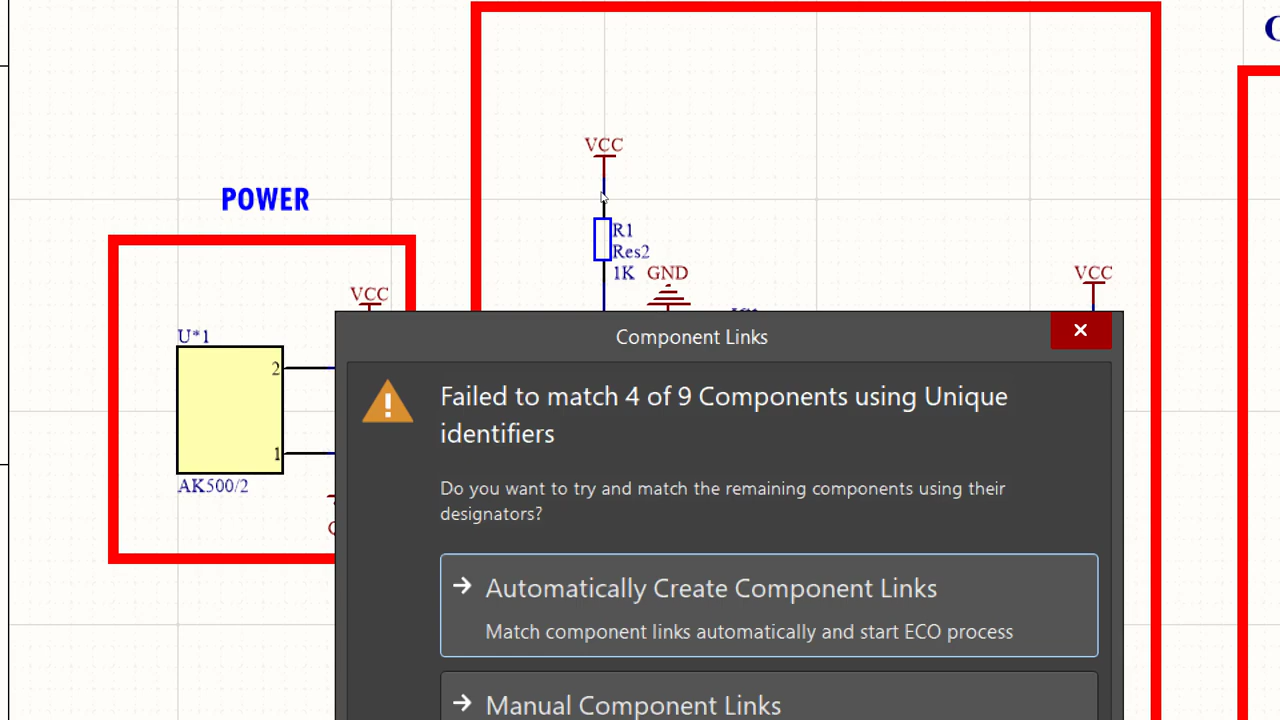 VCC
POWER
R1
Res2
1K
GND
VCC
VCC
U*1
2
1
AK500/2
Component Links
Failed to match 4 of 9 Components using Unique
identifiers
Do you want to try and match the remaining components using their
designators?
Automatically Create Component Links
Match component links automatically and start ECO process
Manual Component Links